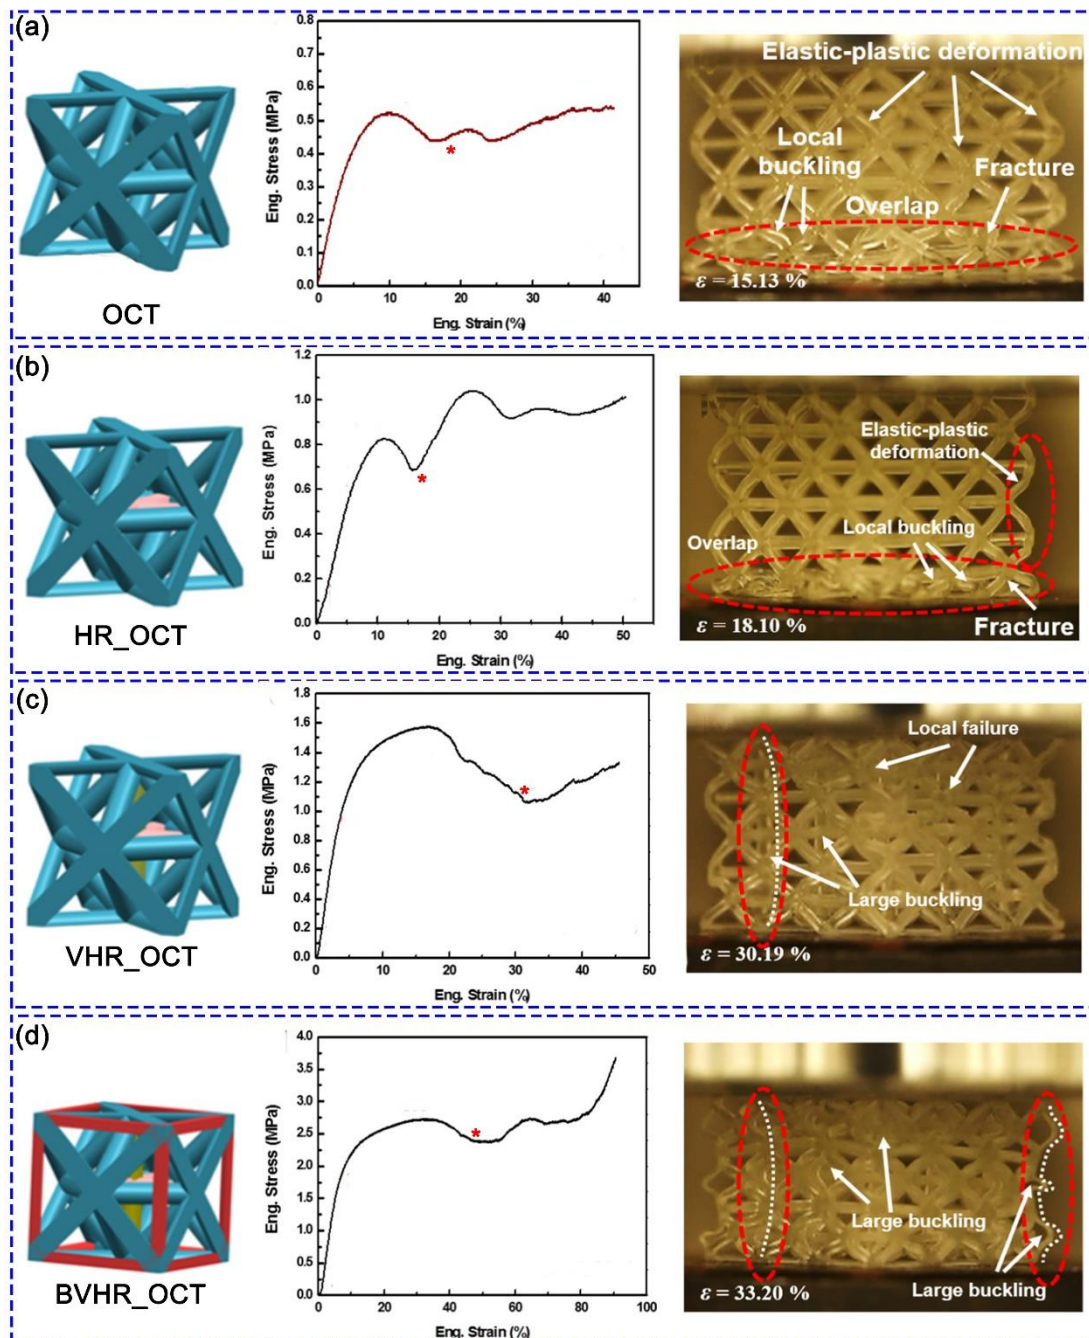 (a)
OCT
Eng. Stress (MPa)
0.8
0.7
0.6
0.5
0.4
0.3
0.2
0.1
0.0
*
0 10 20 30 40
Eng. Strain (%)
Elastic-plastic deformation
Local
buckling
Fracture
Overlap
ε = 15.13 %
(b)
HR_OCT
Eng. Stress (MPa)
1.2
1.0
0.8
0.6
0.4
0.2
0.0
*
0 10 20 30 40 50
Eng. Strain (%)
Elastic-plastic
deformation
Local buckling
Overlap
ε = 18.10 %
Fracture
(c)
VHR_OCT
Eng. Stress (MPa)
1.8
1.6
1.4
1.2
1.0
0.8
0.6
0.4
0.2
0.0
*
0 10 20 30 40 50
Eng. Strain (%)
Local failure
Large buckling
ε = 30.19 %
(d)
BVHR_OCT
Eng. Stress (MPa)
4.0
3.5
3.0
2.5
2.0
1.5
1.0
0.5
0.0
*
0 20 40 60 80 100
Eng. Strain (%)
Large buckling
Large buckling
ε = 33.20 %